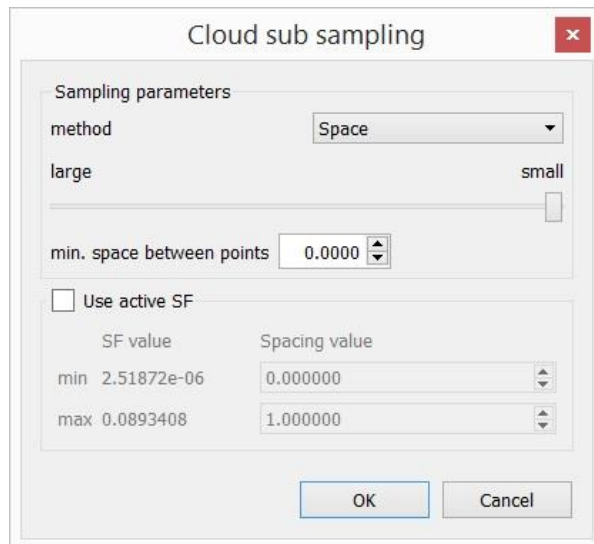 Cloud sub sampling
Sampling parameters
method Space
large small
min. space between points 0.0000
Use active SF
SF value Spacing value
min 2.51872e-06 0.000000
max 0.0893408 1.000000
OK Cancel